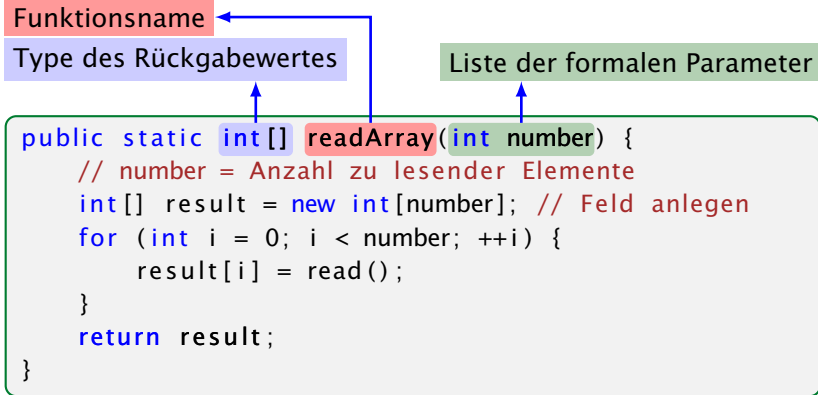 Funktionsname
Type des Rückgabewertes
Liste der formalen Parameter
public static int[] readArray(int number) {
    // number = Anzahl zu lesender Elemente
    int[] result = new int[number]; // Feld anlegen
    for (int i = 0; i < number; ++i) {
        result[i] = read();
    }
    return result;
}